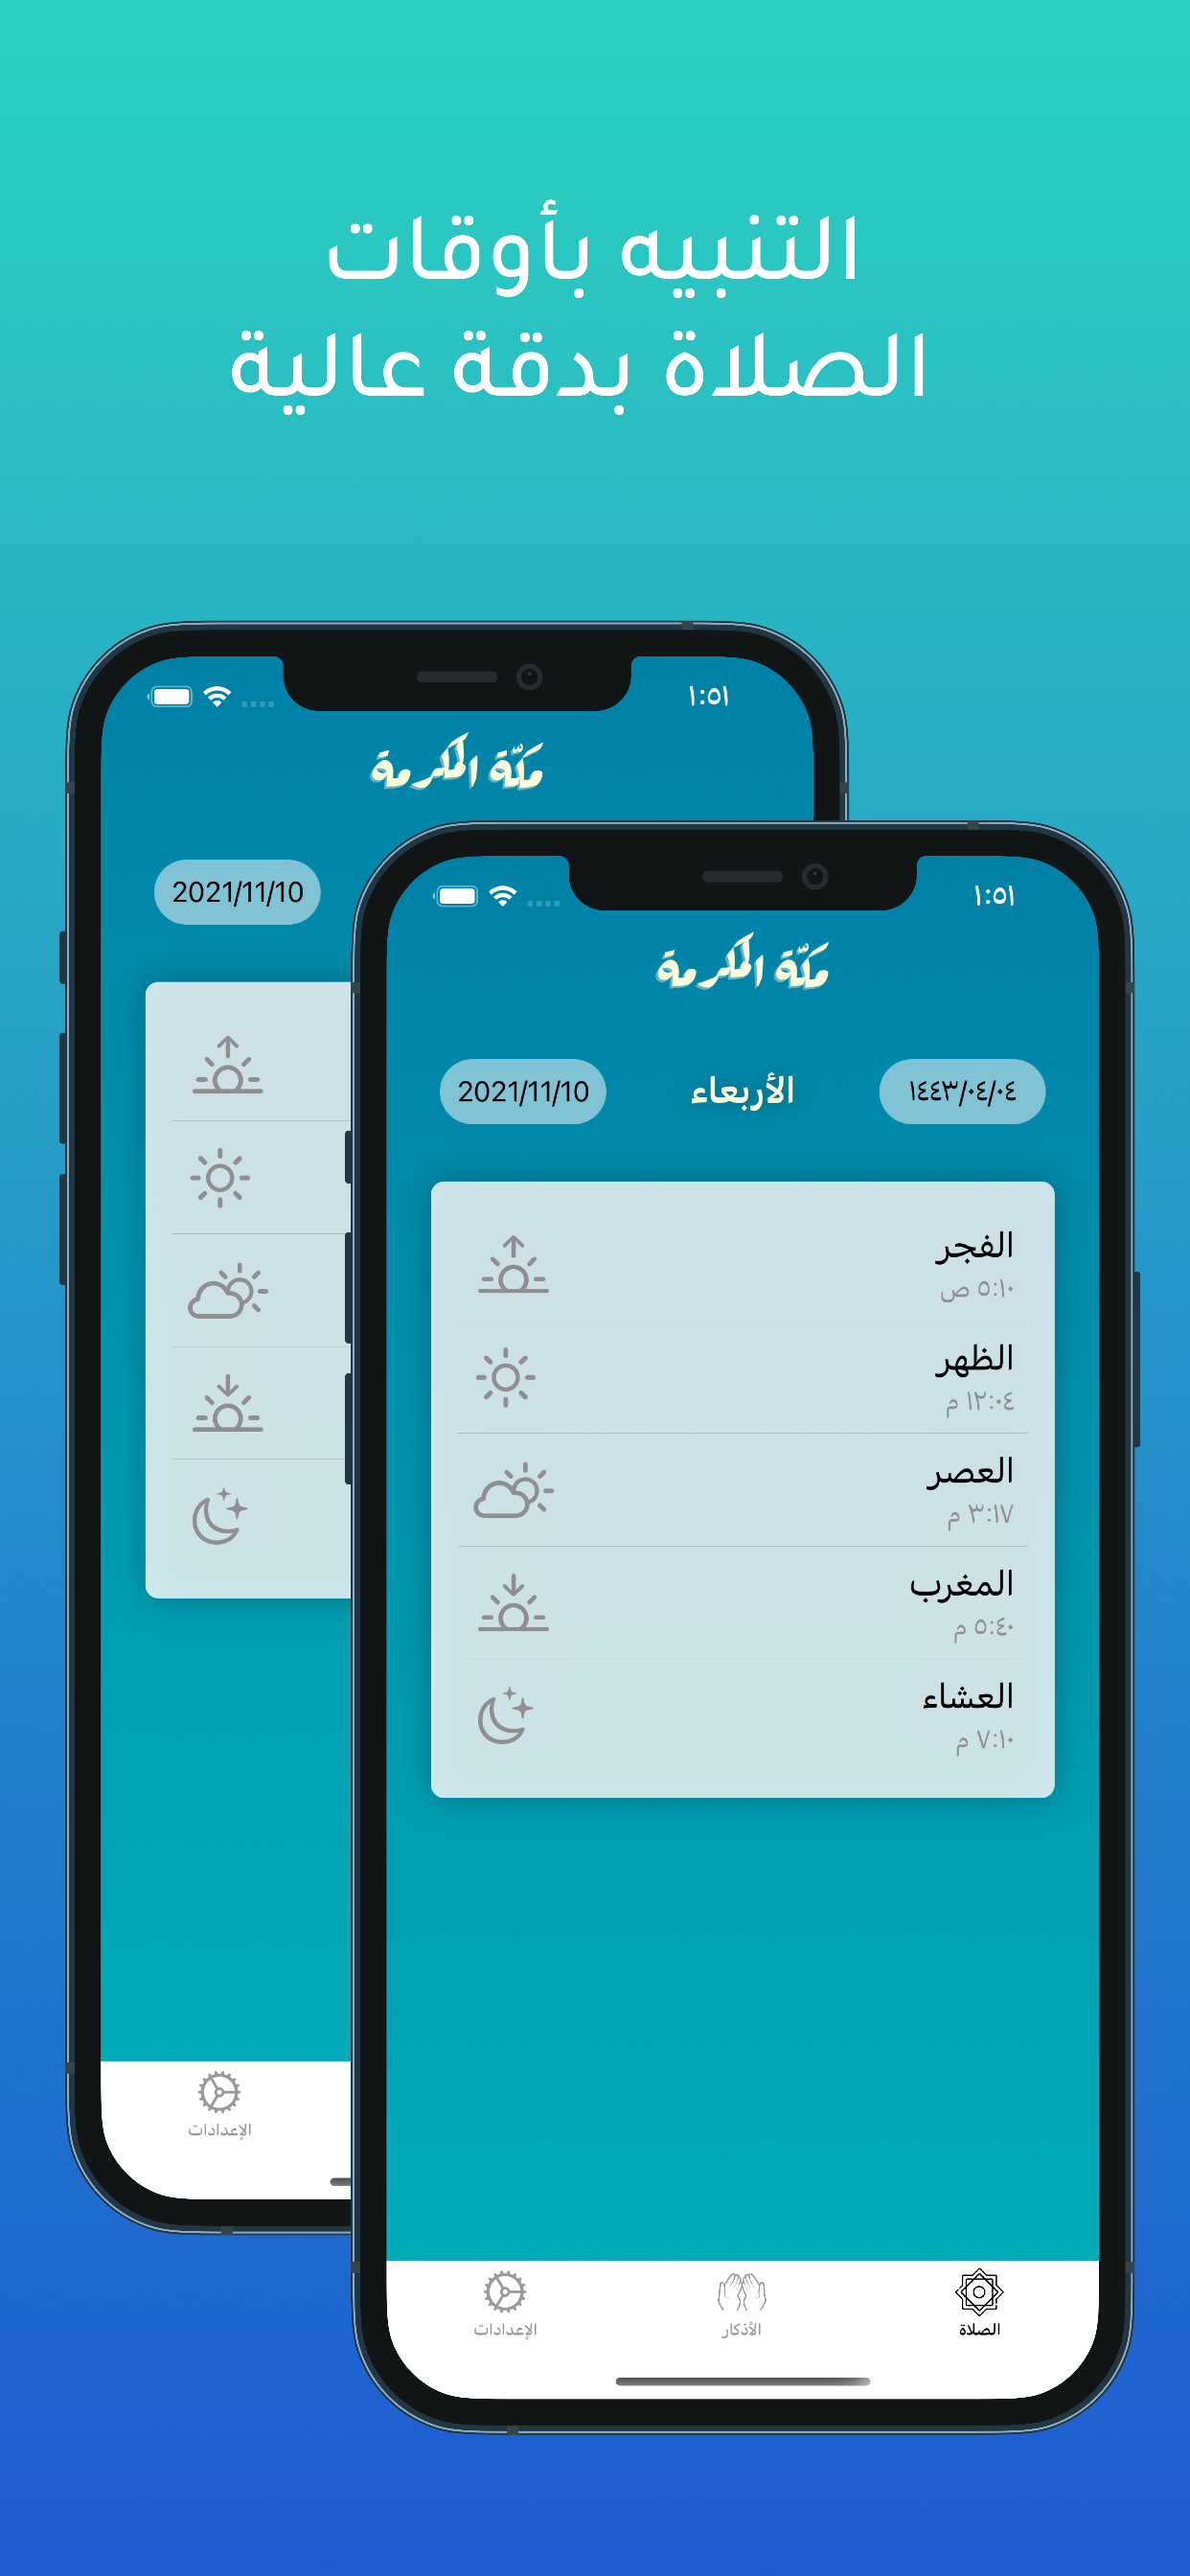 التنبيه بأوقات
الصلاة بدقة عالية
١:٥١
مكّة المكرمة
2021/11/10
الإعدادات
١:٥١
مكّة المكرمة
١٤٤٣/٠٤/٠٤ الأربعاء 2021/11/10
الفجر
٥:١٠ ص
الظهر
١٢:٠٤ م
العصر
٣:١٧ م
المغرب
٥:٤٠ م
العشاء
٧:١٠ م
الصلاة الأذكار الإعدادات